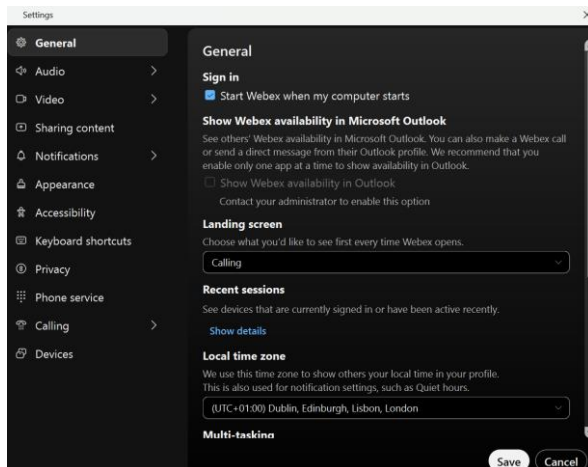 Settings
General
Audio
Video
Sharing content
Notifications
Appearance
Accessibility
Keyboard shortcuts
Privacy
Phone service
Calling
Devices
General
Sign in
Start Webex when my computer starts
Show Webex availability in Microsoft Outlook
See others' Webex availability in Microsoft Outlook. You can also make a Webex call
or send a direct message from their Outlook profile. We recommend that you
enable only one app at a time to show availability in Outlook.
Show Webex availability in Outlook
Contact your administrator to enable this option
Landing screen
Choose what you'd like to see first every time Webex opens.
Calling
Recent sessions
See devices that are currently signed in or have been active recently.
Show details
Local time zone
We use this time zone to show others your local time in your profile.
This is also used for notification settings, such as Quiet hours.
(UTC+01:00) Dublin, Edinburgh, Lisbon, London
Multi-tasking
Save
Cancel